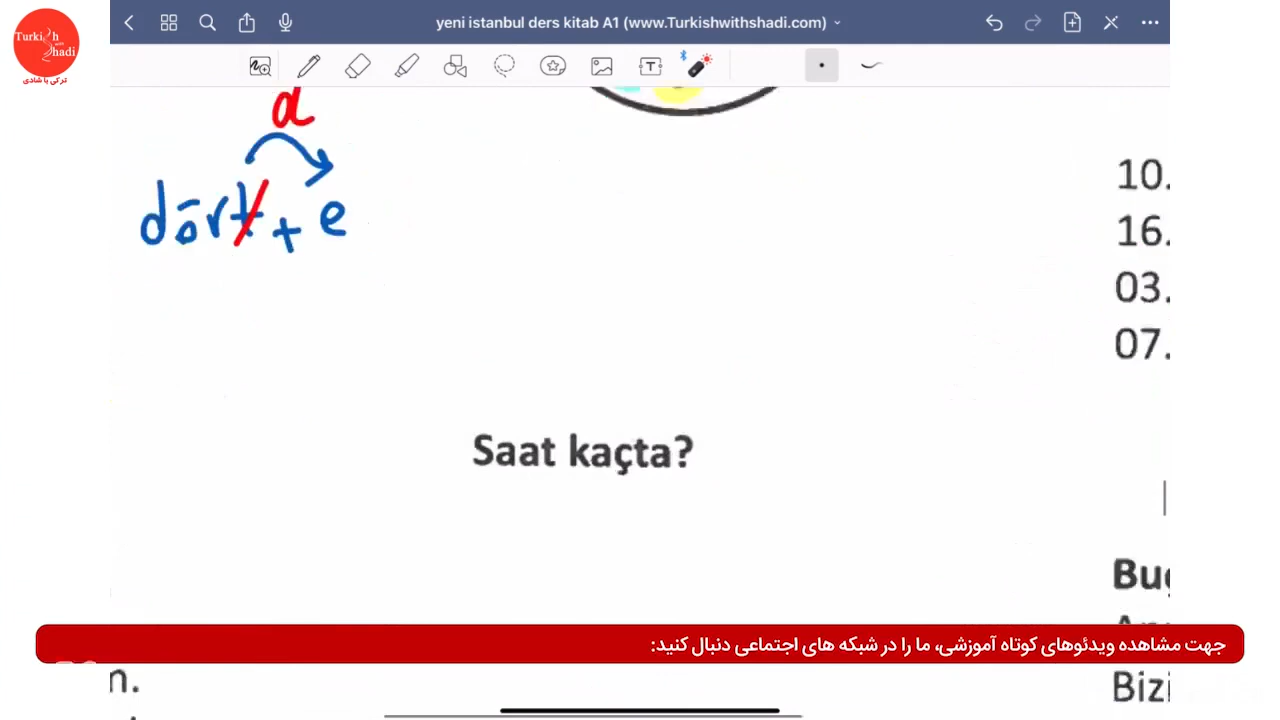 Turkish
with
Shadi
ترکی با شادی
yeni istanbul ders kitab A1 (www.Turkishwithshadi.com)
d
dört + e
10.
16.
03.
07.
Saat kaçta?
Bizi
جهت مشاهده ویدئوهای کوتاه آموزشی، ما را در شبکه های اجتماعی دنبال کنید:
n.